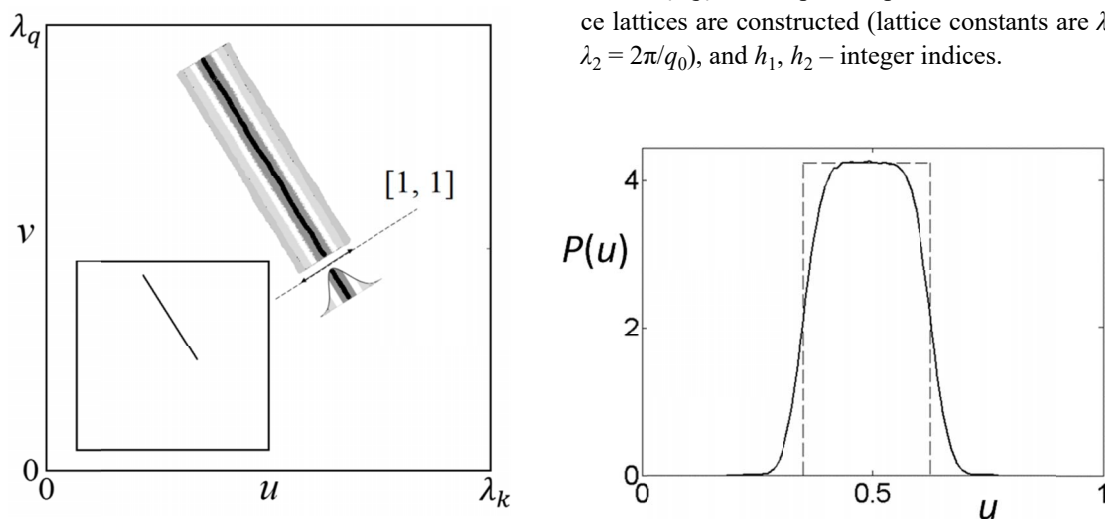 λq
[1, 1]
v
0
0
u
λk
ce lattices are constructed (lattice constants are λ
λ2 = 2π/q0), and h1, h2 – integer indices.
4
P(u)
2
0
0
0.5
u
1